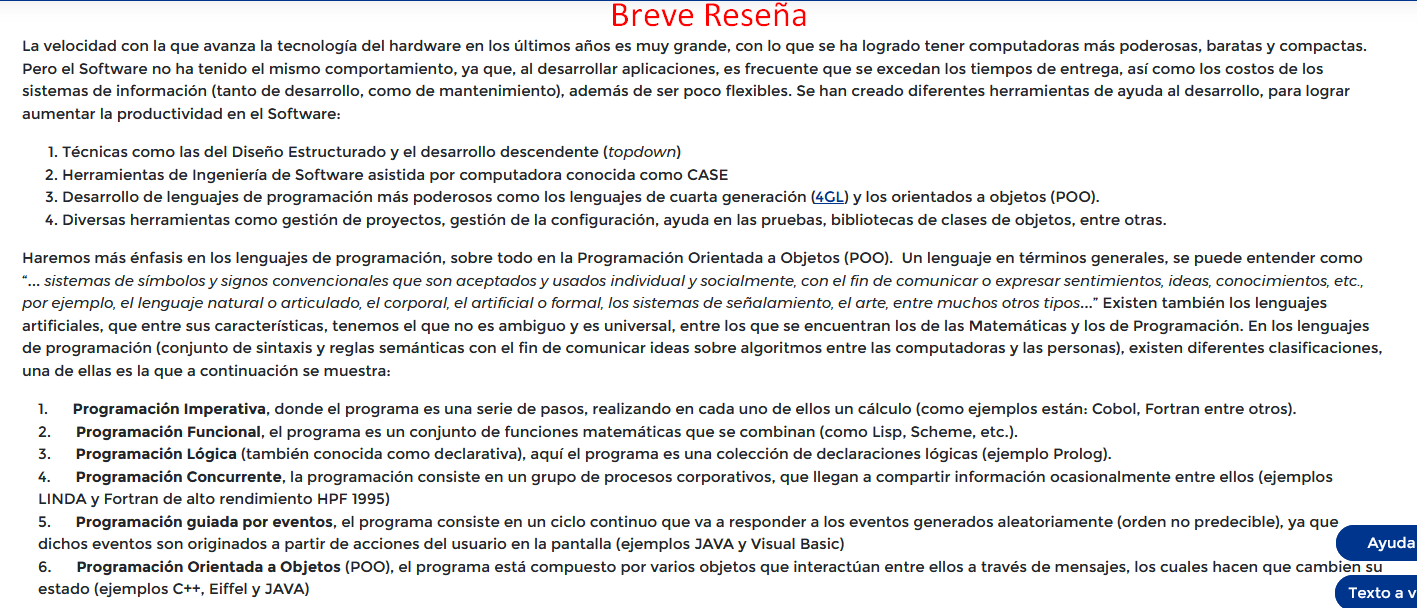 Breve Reseña
La velocidad con la que avanza la tecnología del hardware en los últimos años es muy grande, con lo que se ha logrado tener computadoras más poderosas, baratas y compactas.
Pero el Software no ha tenido el mismo comportamiento, ya que, al desarrollar aplicaciones, es frecuente que se excedan los tiempos de entrega, así como los costos de los
sistemas de información (tanto de desarrollo, como de mantenimiento), además de ser poco flexibles. Se han creado diferentes herramientas de ayuda al desarrollo, para lograr
aumentar la productividad en el Software:
1. Técnicas como las del Diseño Estructurado y el desarrollo descendente (topdown)
2. Herramientas de Ingeniería de Software asistida por computadora conocida como CASE
3. Desarrollo de lenguajes de programación más poderosos como los lenguajes de cuarta generación (4GL) y los orientados a objetos (POO).
4. Diversas herramientas como gestión de proyectos, gestión de la configuración, ayuda en las pruebas, bibliotecas de clases de objetos, entre otras.
Haremos más énfasis en los lenguajes de programación, sobre todo en la Programación Orientada a Objetos (POO). Un lenguaje en términos generales, se puede entender como
“... sistemas de símbolos y signos convencionales que son aceptados y usados individual y socialmente, con el fin de comunicar o expresar sentimientos, ideas, conocimientos, etc.,
por ejemplo, el lenguaje natural o articulado, el corporal, el artificial o formal, los sistemas de señalamiento, el arte, entre muchos otros tipos...” Existen también los lenguajes
artificiales, que entre sus características, tenemos el que no es ambiguo y es universal, entre los que se encuentran los de las Matemáticas y los de Programación. En los lenguajes
de programación (conjunto de sintaxis y reglas semánticas con el fin de comunicar ideas sobre algoritmos entre las computadoras y las personas), existen diferentes clasificaciones,
una de ellas es la que a continuación se muestra:
1. Programación Imperativa, donde el programa es una serie de pasos, realizando en cada uno de ellos un cálculo (como ejemplos están: Cobol, Fortran entre otros).
2. Programación Funcional, el programa es un conjunto de funciones matemáticas que se combinan (como Lisp, Scheme, etc.).
3. Programación Lógica (también conocida como declarativa), aquí el programa es una colección de declaraciones lógicas (ejemplo Prolog).
4. Programación Concurrente, la programación consiste en un grupo de procesos corporativos, que llegan a compartir información ocasionalmente entre ellos (ejemplos
LINDA y Fortran de alto rendimiento HPF 1995)
5. Programación guiada por eventos, el programa consiste en un ciclo continuo que va a responder a los eventos generados aleatoriamente (orden no predecible), ya que
dichos eventos son originados a partir de acciones del usuario en la pantalla (ejemplos JAVA y Visual Basic)
Ayuda
6. Programación Orientada a Objetos (POO), el programa está compuesto por varios objetos que interactúan entre ellos a través de mensajes, los cuales hacen que cambien su
estado (ejemplos C++, Eiffel y JAVA)
Texto a v